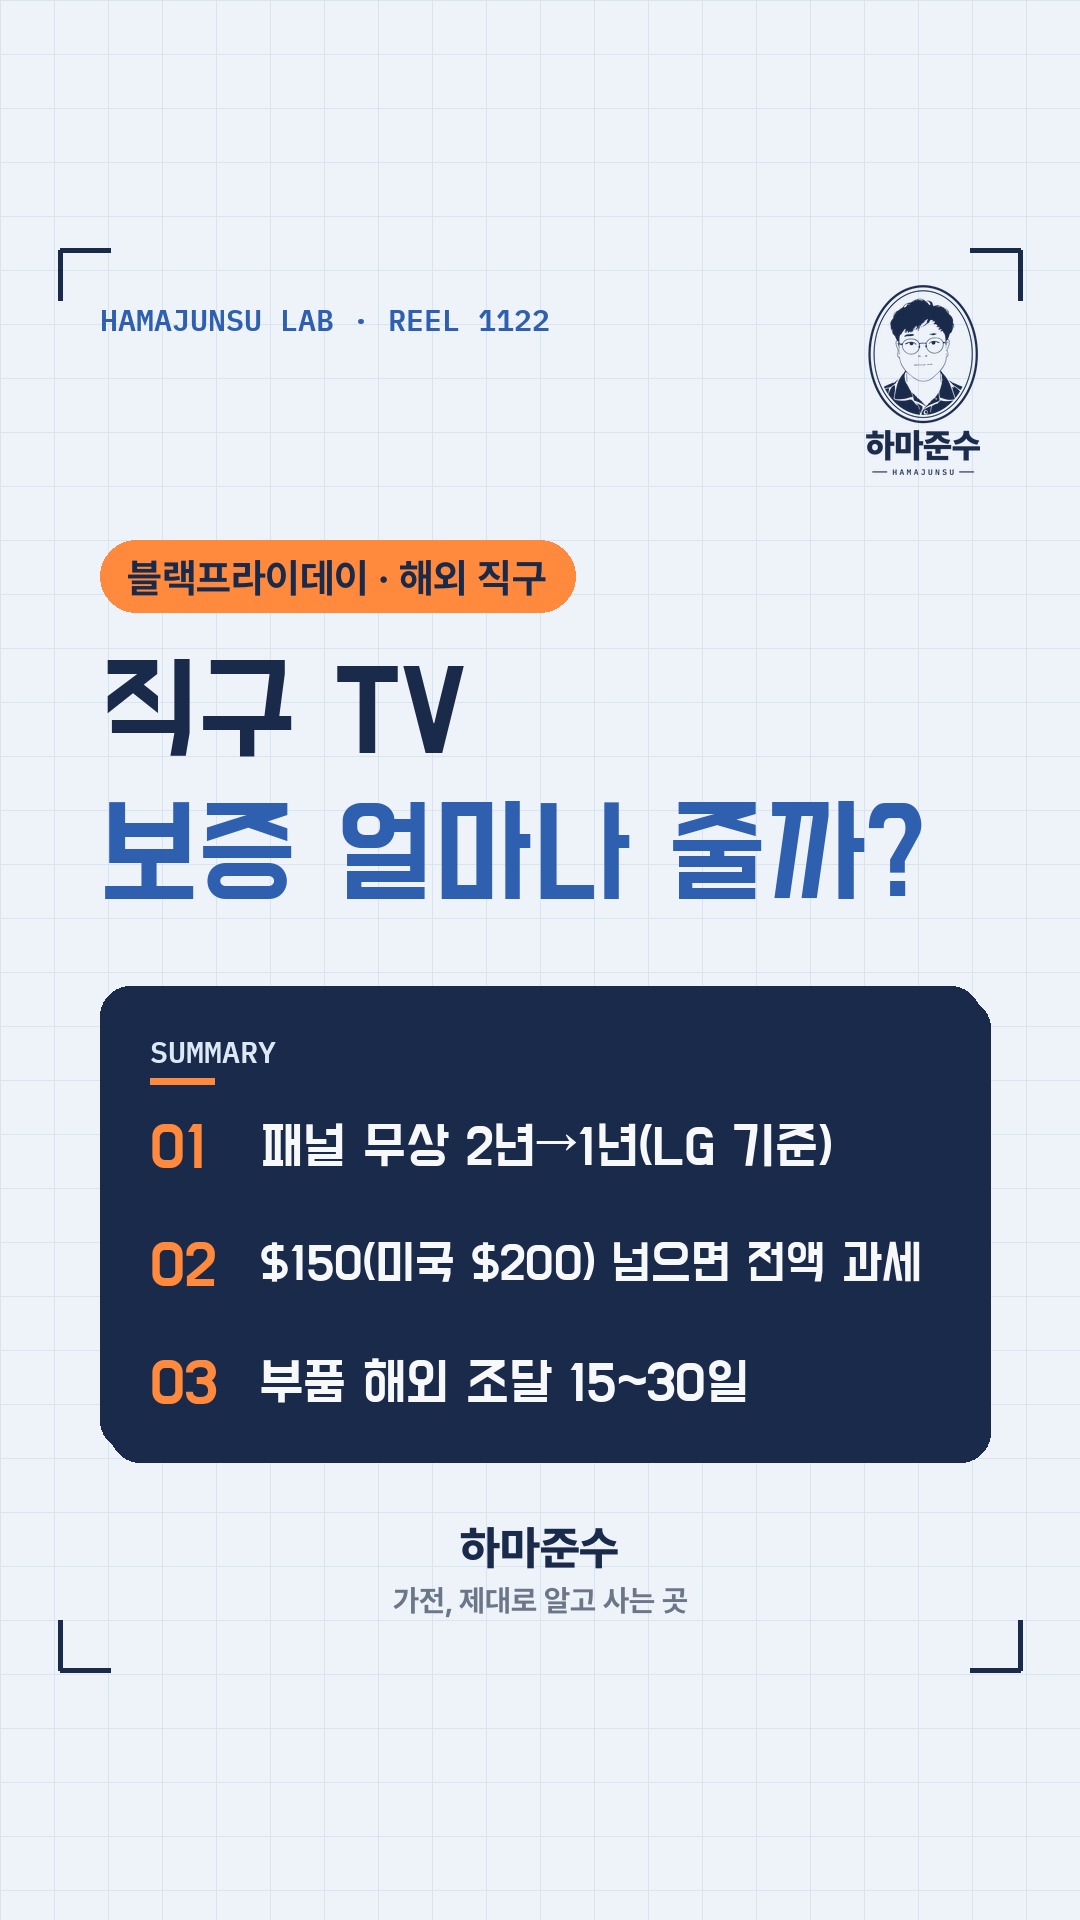 HAMAJUNSU LAB · REEL 1122
하마준수
HAMAJUNSU
블랙프라이데이 · 해외 직구
직구 TV
보증 얼마나 줄까?
SUMMARY
01 패널 무상 2년→1년(LG 기준)
02 $150(미국 $200) 넘으면 전액 과세
03 부품 해외 조달 15~30일
하마준수
가전, 제대로 알고 사는 곳